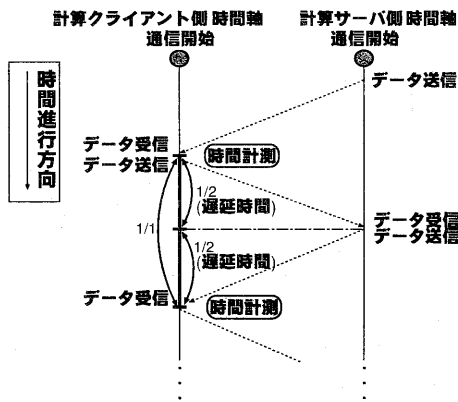 計算クライアント側時間軸
通信開始
計算サーバ側時間軸
通信開始
時間進行方向
データ送信
データ受信
データ送信
時間計測
1/2
(遅延時間)
1/1
データ受信
データ送信
1/2
(遅延時間)
データ受信
時間計測